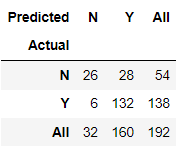 Predicted N Y All
Actual
N 26 28 54
Y 6 132 138
All 32 160 192